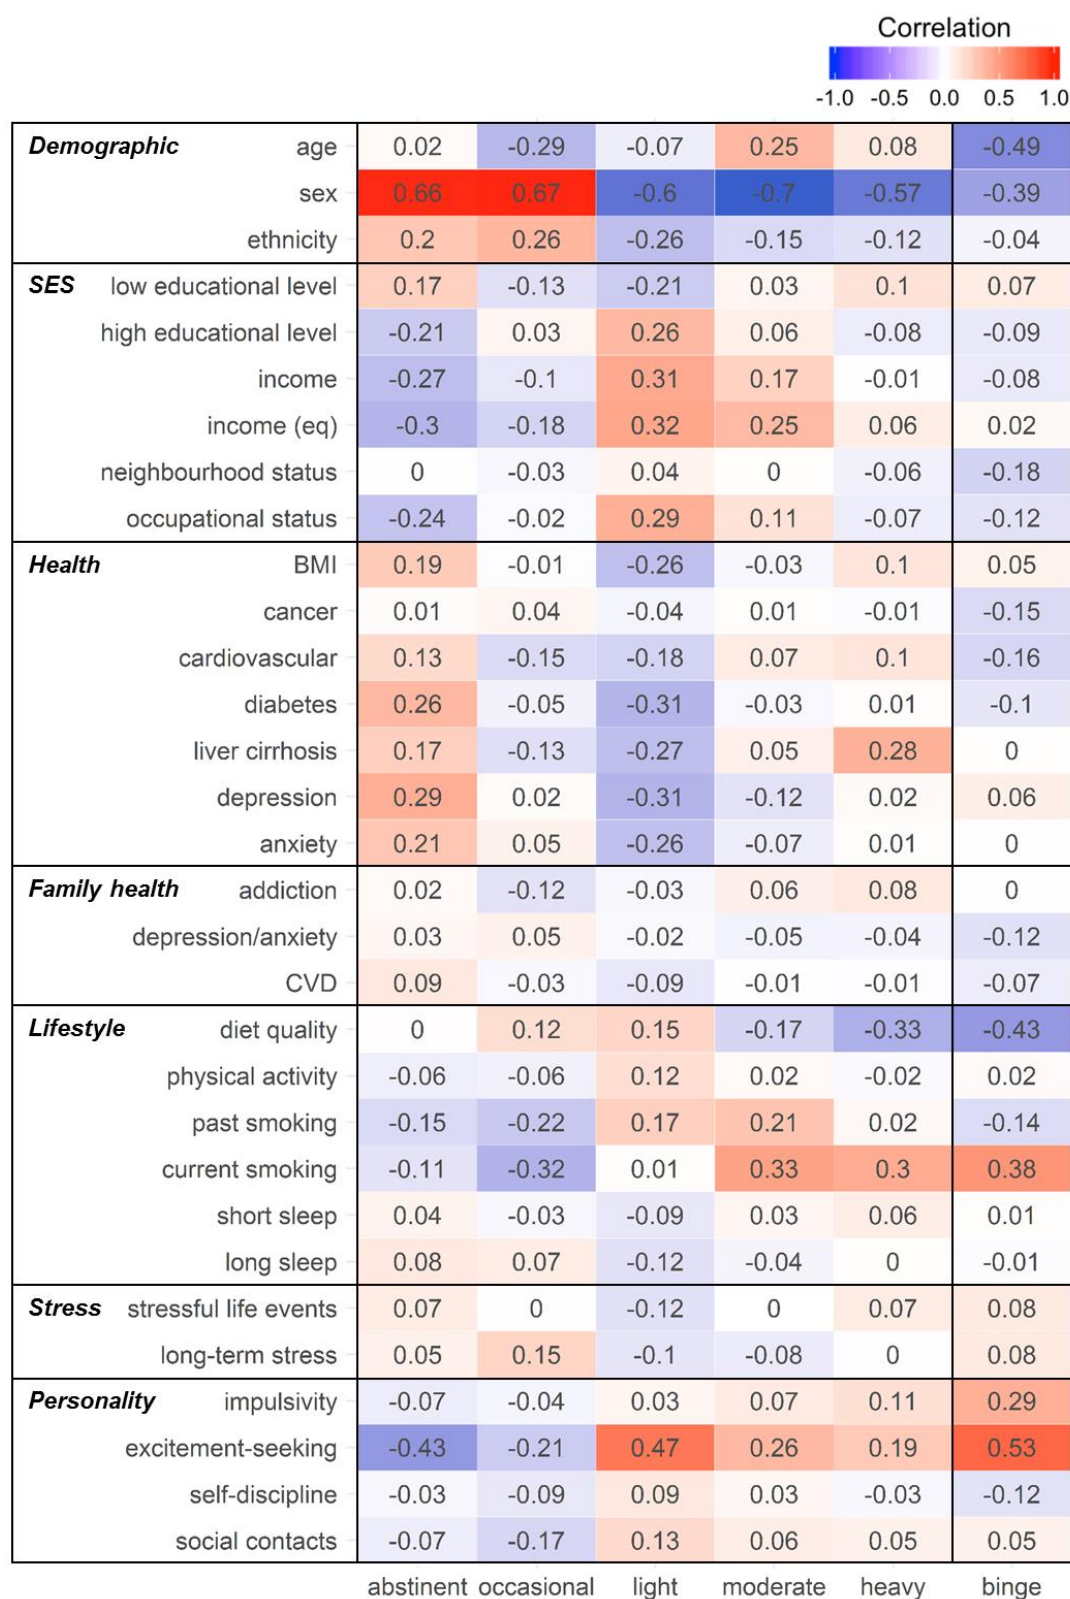 Correlation
-1.0 -0.5 0.0 0.5 1.0
Demographic age 0.02 -0.29 -0.07 0.25 0.08 -0.49
sex 0.66 0.67 -0.6 -0.7 -0.57 -0.39
ethnicity 0.2 0.26 -0.26 -0.15 -0.12 -0.04
SES low educational level 0.17 -0.13 -0.21 0.03 0.1 0.07
high educational level -0.21 0.03 0.26 0.06 -0.08 -0.09
income -0.27 -0.1 0.31 0.17 -0.01 -0.08
income (eq) -0.3 -0.18 0.32 0.25 0.06 0.02
neighbourhood status 0 -0.03 0.04 0 -0.06 -0.18
occupational status -0.24 -0.02 0.29 0.11 -0.07 -0.12
Health BMI 0.19 -0.01 -0.26 -0.03 0.1 0.05
cancer 0.01 0.04 -0.04 0.01 -0.01 -0.15
cardiovascular 0.13 -0.15 -0.18 0.07 0.1 -0.16
diabetes 0.26 -0.05 -0.31 -0.03 0.01 -0.1
liver cirrhosis 0.17 -0.13 -0.27 0.05 0.28 0
depression 0.29 0.02 -0.31 -0.12 0.02 0.06
anxiety 0.21 0.05 -0.26 -0.07 0.01 0
Family health addiction 0.02 -0.12 -0.03 0.06 0.08 0
depression/anxiety 0.03 0.05 -0.02 -0.05 -0.04 -0.12
CVD 0.09 -0.03 -0.09 -0.01 -0.01 -0.07
Lifestyle diet quality 0 0.12 0.15 -0.17 -0.33 -0.43
physical activity -0.06 -0.06 0.12 0.02 -0.02 0.02
past smoking -0.15 -0.22 0.17 0.21 0.02 -0.14
current smoking -0.11 -0.32 0.01 0.33 0.3 0.38
short sleep 0.04 -0.03 -0.09 0.03 0.06 0.01
long sleep 0.08 0.07 -0.12 -0.04 0 -0.01
Stress stressful life events 0.07 0 -0.12 0 0.07 0.08
long-term stress 0.05 0.15 -0.1 -0.08 0 0.08
Personality impulsivity -0.07 -0.04 0.03 0.07 0.11 0.29
excitement-seeking -0.43 -0.21 0.47 0.26 0.19 0.53
self-discipline -0.03 -0.09 0.09 0.03 -0.03 -0.12
social contacts -0.07 -0.17 0.13 0.06 0.05 0.05
abstinent occasional light moderate heavy binge